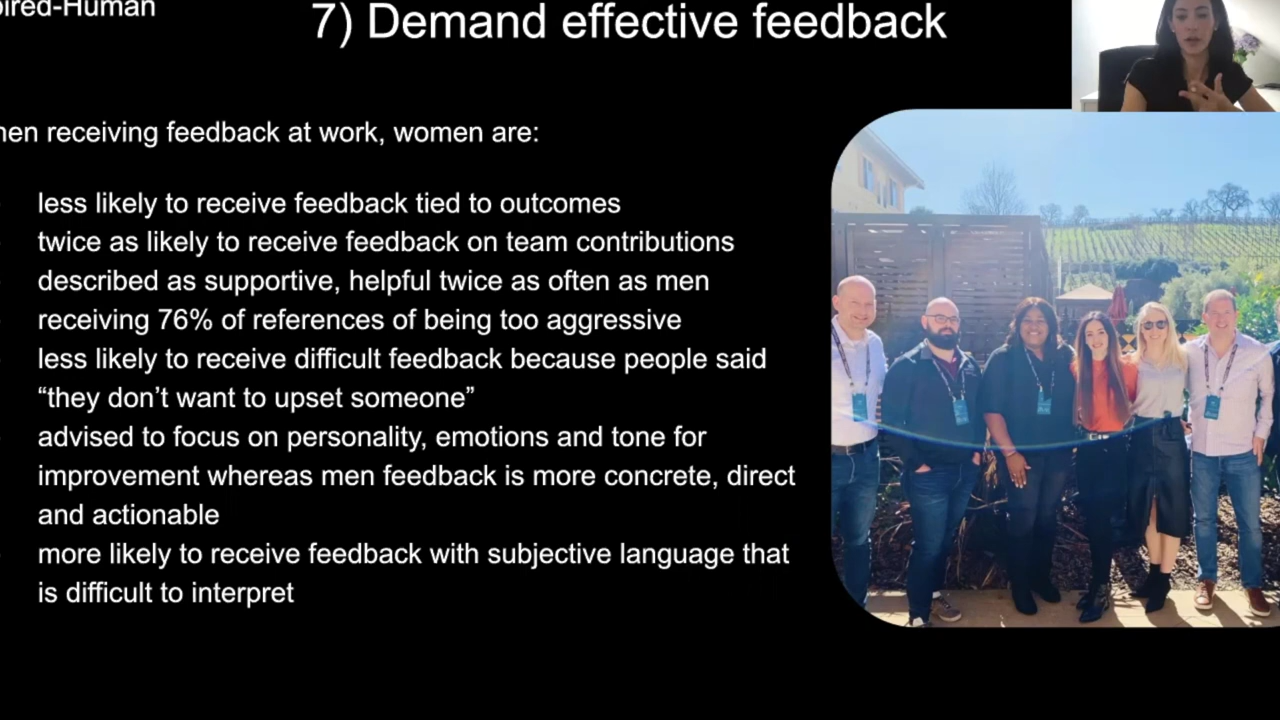 pired-Human
7) Demand effective feedback
hen receiving feedback at work, women are:
less likely to receive feedback tied to outcomes
twice as likely to receive feedback on team contributions
described as supportive, helpful twice as often as men
receiving 76% of references of being too aggressive
less likely to receive difficult feedback because people said
“they don’t want to upset someone”
advised to focus on personality, emotions and tone for
improvement whereas men feedback is more concrete, direct
and actionable
more likely to receive feedback with subjective language that
is difficult to interpret